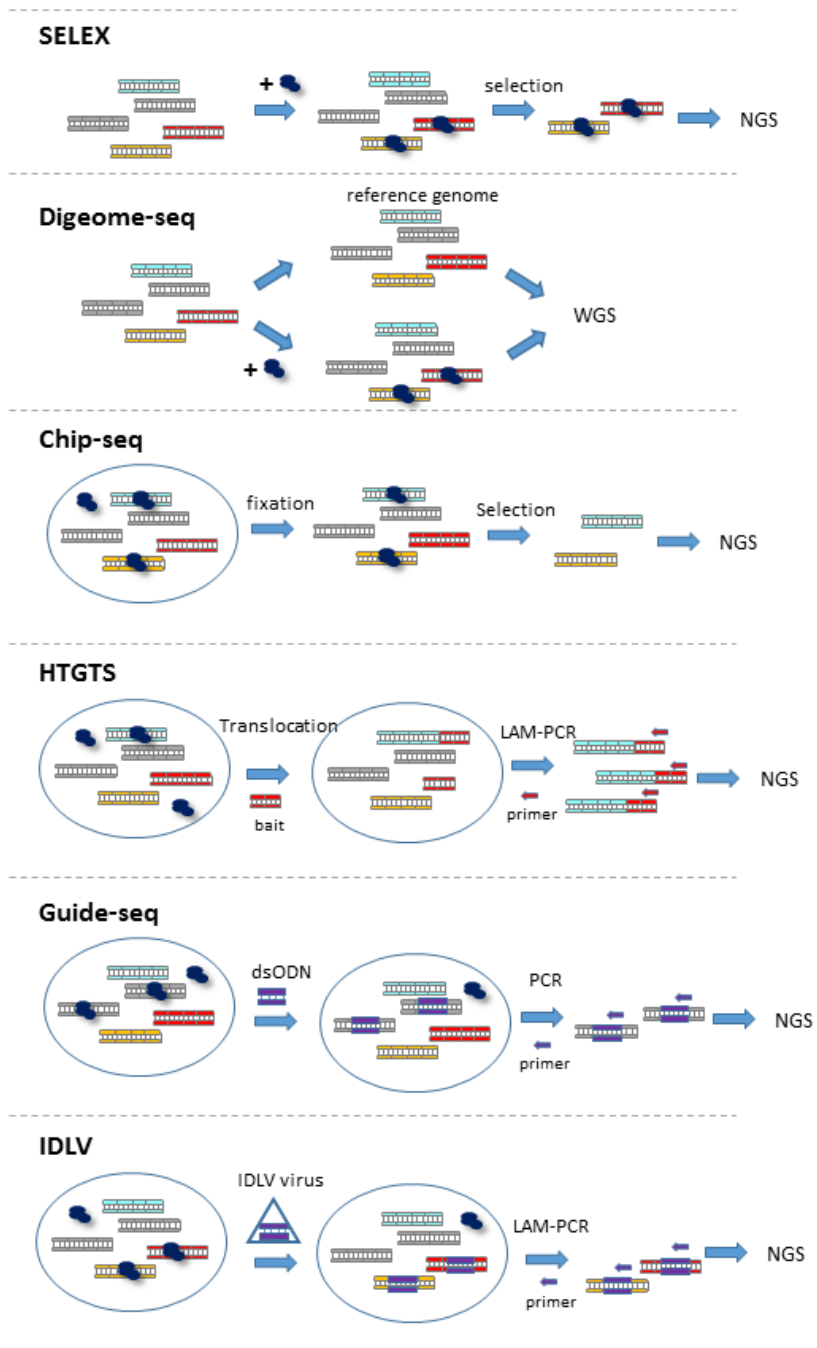 SELEX
+
selection
NGS
Digeome-seq
reference genome
+
WGS
Chip-seq
fixation
Selection
NGS
HTGTS
Translocation
bait
LAM-PCR
primer
NGS
Guide-seq
dsODN
PCR
primer
NGS
IDLV
IDLV virus
LAM-PCR
primer
NGS